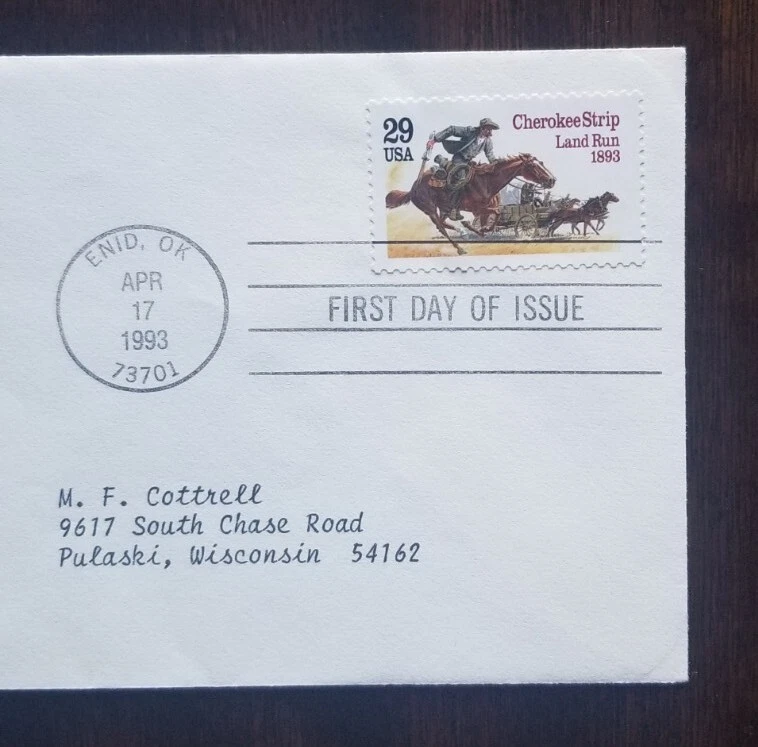 29
USA
Cherokee Strip
Land Run
1893
ENID, OK
APR
17
1993
73701
FIRST DAY OF ISSUE
M. F. Cottrell
9617 South Chase Road
Pulaski, Wisconsin 54162